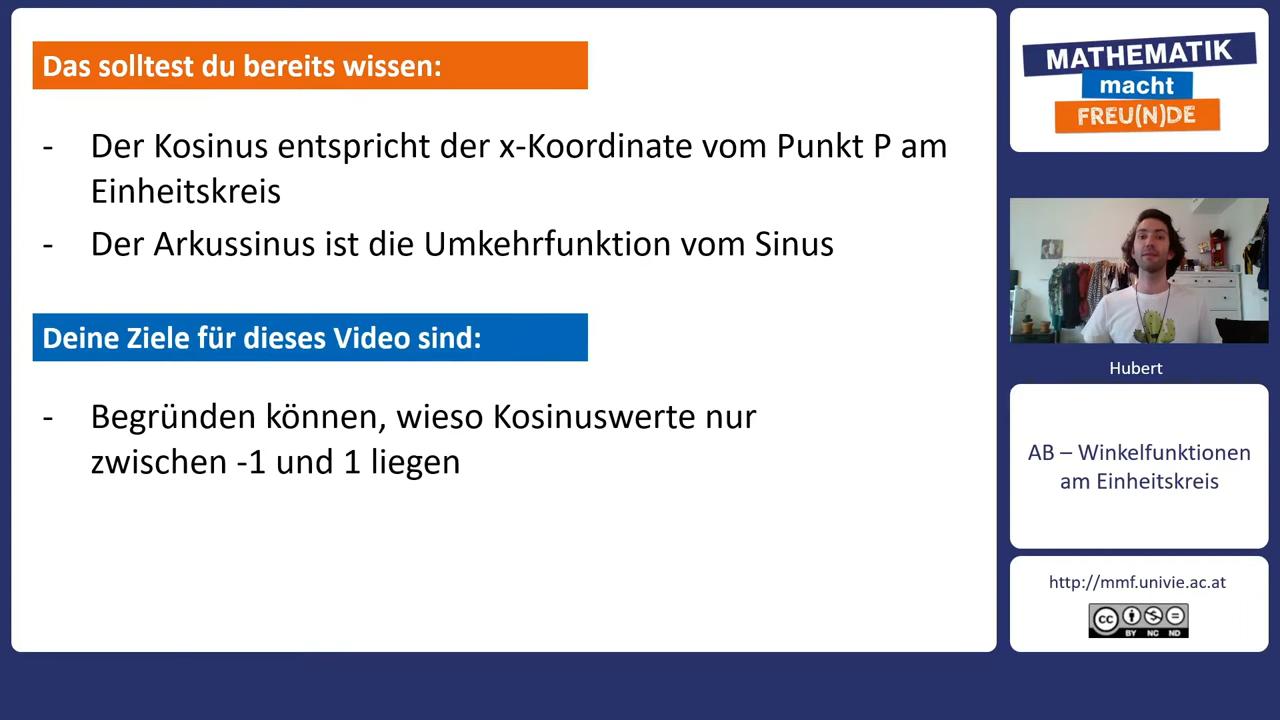 Das solltest du bereits wissen:
- Der Kosinus entspricht der x-Koordinate vom Punkt P am
Einheitskreis
- Der Arkussinus ist die Umkehrfunktion vom Sinus
Deine Ziele für dieses Video sind:
- Begründen können, wieso Kosinuswerte nur
zwischen -1 und 1 liegen
MATHEMATIK
macht
FREU(N)DE
Hubert
AB – Winkelfunktionen
am Einheitskreis
http://mmf.univie.ac.at
cc
BY NC ND